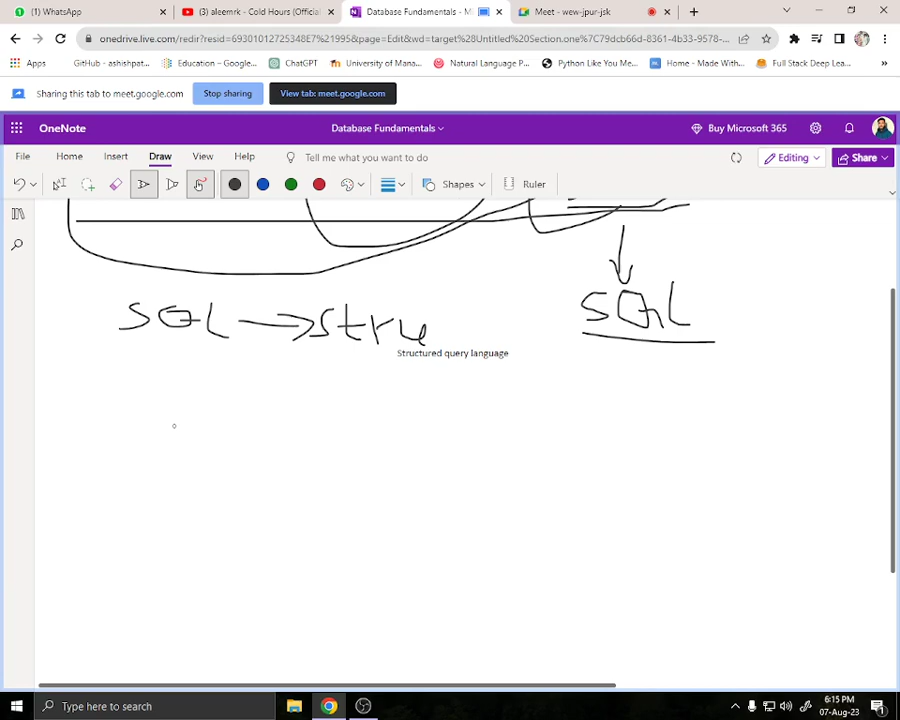 (1) WhatsApp
(3) aleemrk - Cold Hours (Official
Database Fundamentals - M
Meet - wew-jpur-jsk
onedrive.live.com/redir?resid=69301012725348E7%21995&page=Edit&wd=target%28Untitled%20Section.one%7C79dcb66d-8361-4b33-9578-...
Apps
GitHub - ashishpat...
Education – Google...
ChatGPT
University of Mana...
Natural Language P...
Python Like You Me...
Home - Made With...
Full Stack Deep Lea...
»
Sharing this tab to meet.google.com
Stop sharing
View tab: meet.google.com
OneNote
Database Fundamentals
Buy Microsoft 365
File
Home
Insert
Draw
View
Help
Tell me what you want to do
Editing
Share
Shapes
Ruler
SQL
SQL → Stru
Structured query language
Type here to search
6:15 PM
07-Aug-23
1